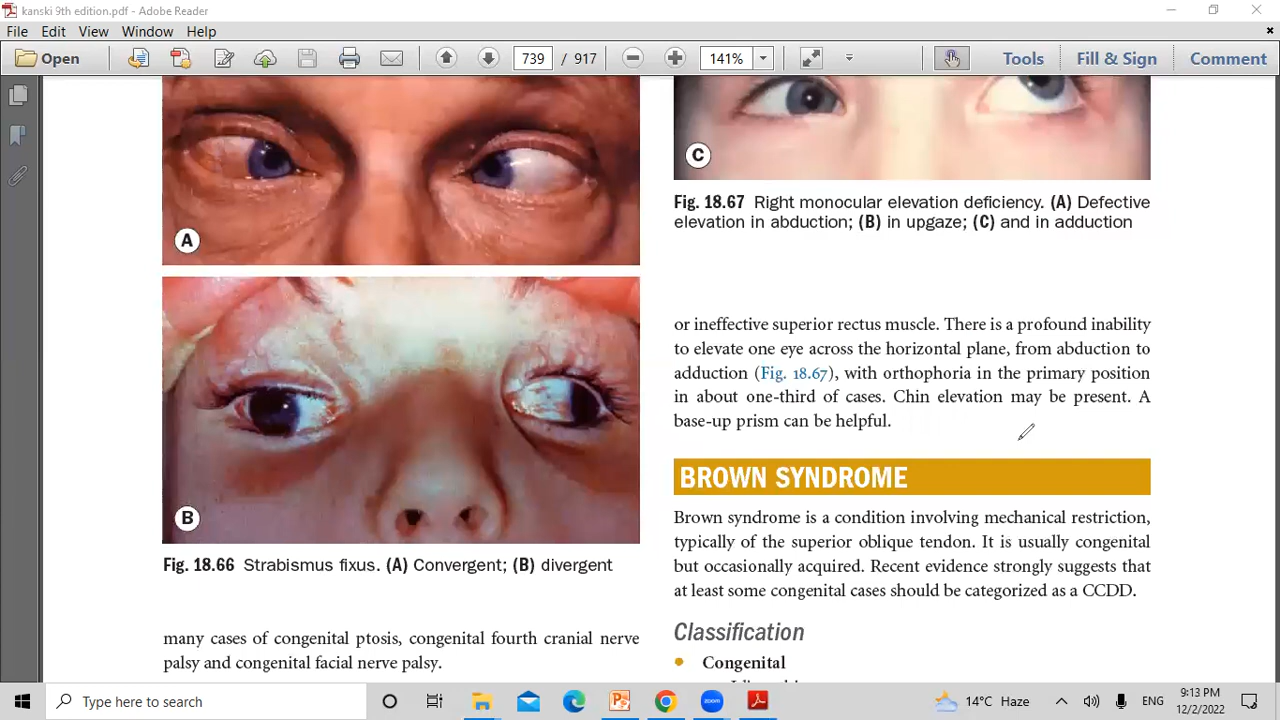 kanski 9th edition.pdf - Adobe Reader
File Edit View Window Help
Open 739 / 917 141% Tools Fill & Sign Comment
A
B
Fig. 18.66 Strabismus fixus. (A) Convergent; (B) divergent
many cases of congenital ptosis, congenital fourth cranial nerve
palsy and congenital facial nerve palsy.
C
Fig. 18.67 Right monocular elevation deficiency. (A) Defective
elevation in abduction; (B) in upgaze; (C) and in adduction
or ineffective superior rectus muscle. There is a profound inability
to elevate one eye across the horizontal plane, from abduction to
adduction (Fig. 18.67), with orthophoria in the primary position
in about one-third of cases. Chin elevation may be present. A
base-up prism can be helpful.
BROWN SYNDROME
Brown syndrome is a condition involving mechanical restriction,
typically of the superior oblique tendon. It is usually congenital
but occasionally acquired. Recent evidence strongly suggests that
at least some congenital cases should be categorized as a CCDD.
Classification
Congenital
Type here to search
14°C Haze ENG
9:13 PM
12/2/2022